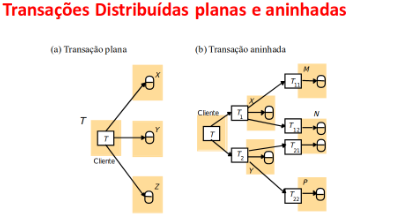 Transações Distribuídas planas e aninhadas
(a) Transação plana
(b) Transação aninhada
X
T
T
Cliente
Y
Z
M
X
T11
Cliente
T1
N
T
T12
T21
T2
Y
P
T22